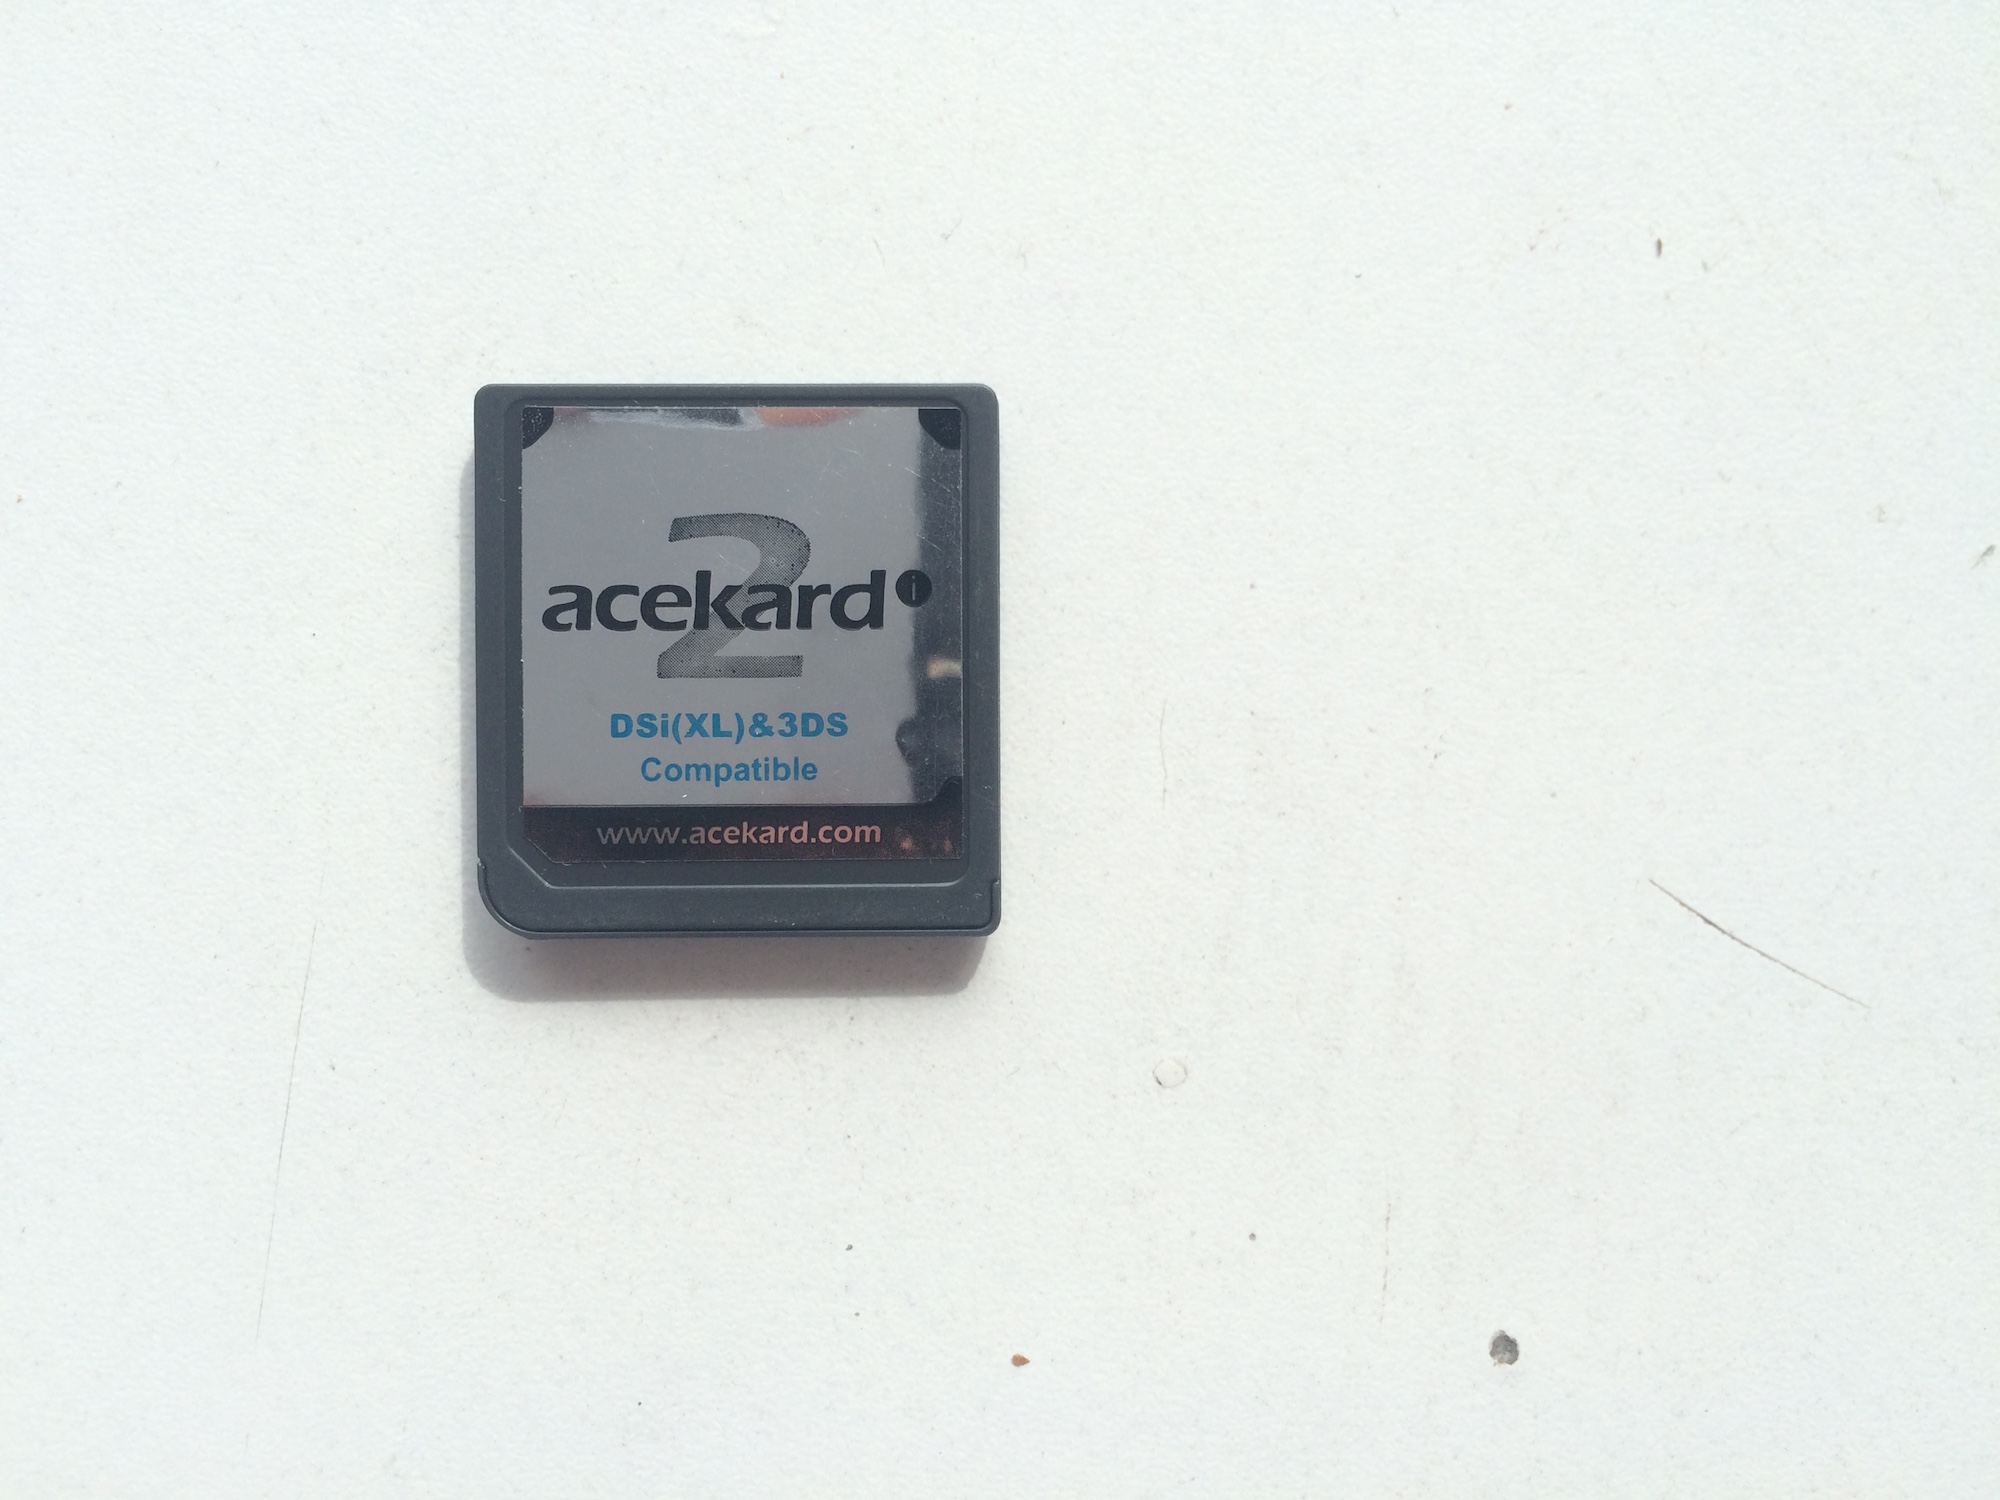 2
acekard i
DSi(XL)&3DS
Compatible
www.acekard.com